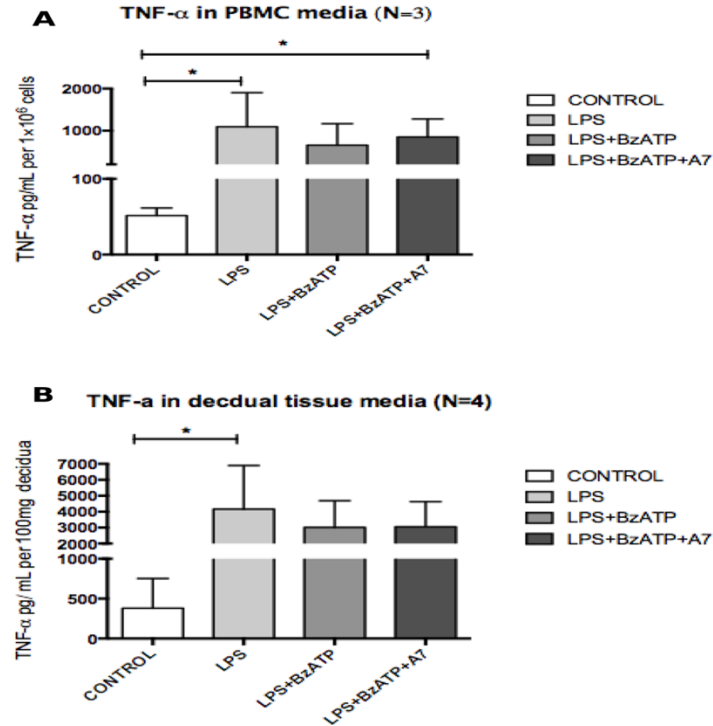 A
TNF-α in PBMC media (N=3)
*
*
TNF-α pg/mL per 1x10⁶ cells
2000
1000
100
0
CONTROL
LPS
LPS+BzATP
LPS+BzATP+A7
CONTROL
LPS
LPS+BzATP
LPS+BzATP+A7
B
TNF-a in decdual tissue media (N=4)
*
TNF-α pg/ mL per 100mg decidua
7000
6000
5000
4000
3000
2000
1000
500
0
CONTROL
LPS
LPS+BzATP
LPS+BzATP+A7
CONTROL
LPS
LPS+BzATP
LPS+BzATP+A7